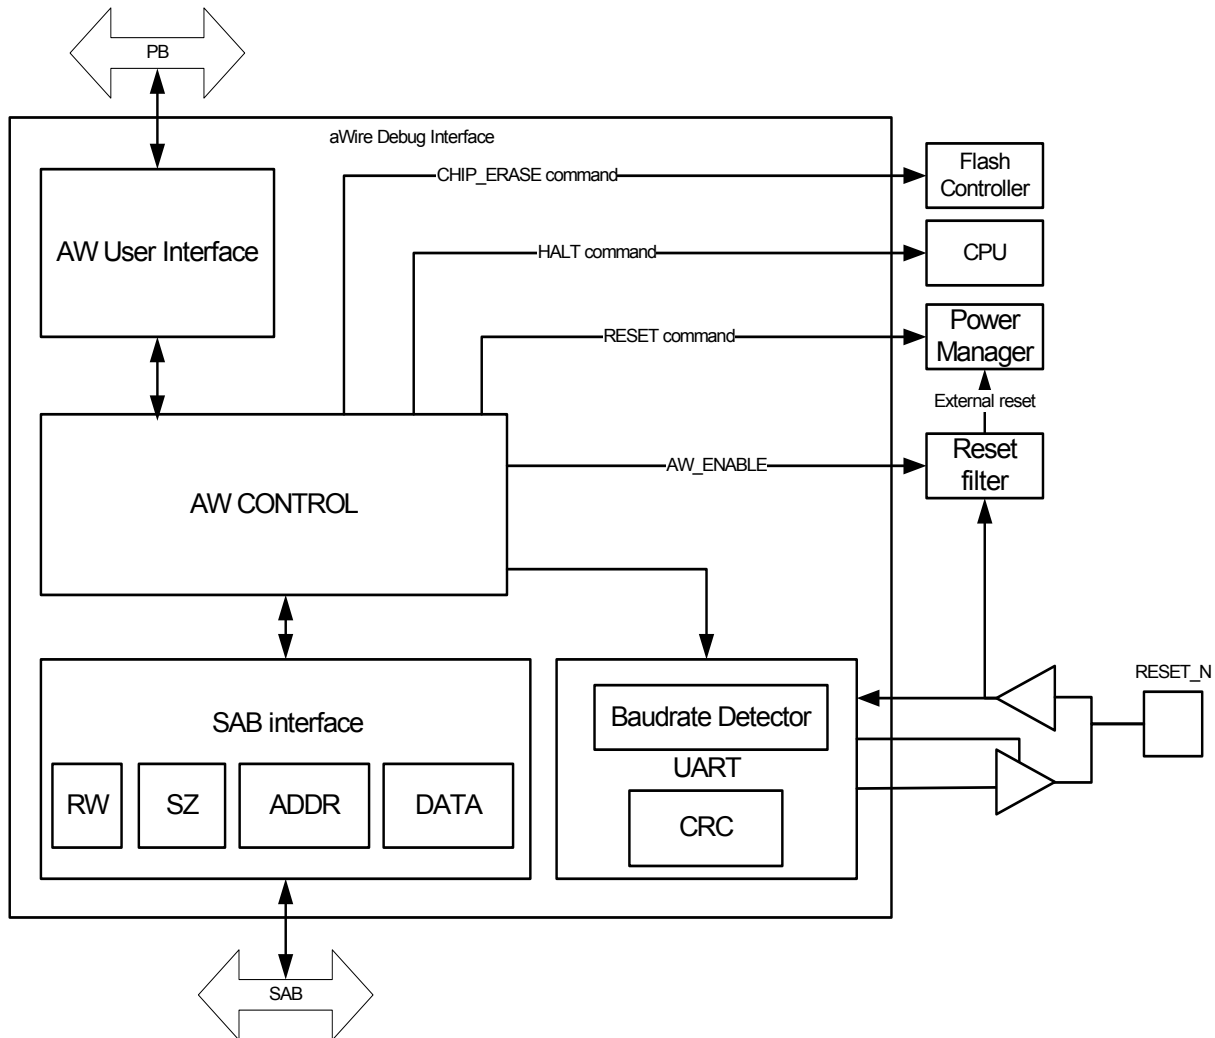 PB
aWire Debug Interface
CHIP_ERASE command
Flash
Controller
AW User Interface
HALT command
CPU
RESET command
Power
Manager
External reset
AW_ENABLE
Reset
filter
AW CONTROL
RESET_N
SAB interface
RW
SZ
ADDR
DATA
Baudrate Detector
UART
CRC
SAB